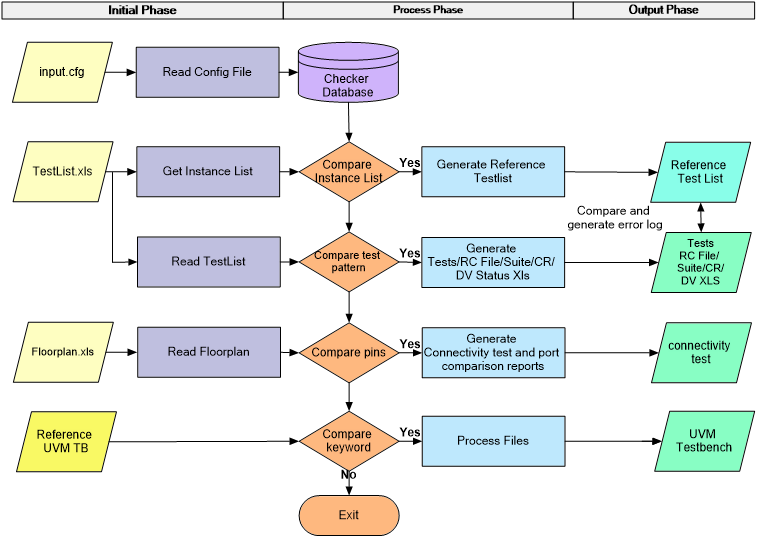 Initial Phase
Process Phase
Output Phase
input.cfg
Read Config File
Checker
Database
TestList.xls
Get Instance List
Compare
Instance List
Yes
Generate Reference
Testlist
Reference
Test List
Compare and
generate error log
Read TestList
Compare test
pattern
Yes
Generate
Tests/RC File/Suite/CR/
DV Status Xls
Tests
RC File/
Suite/CR/
DV XLS
Floorplan.xls
Read Floorplan
Compare pins
Yes
Generate
Connectivity test and port
comparison reports
connectivity
test
Reference
UVM TB
Compare
keyword
Yes
Process Files
UVM
Testbench
No
Exit